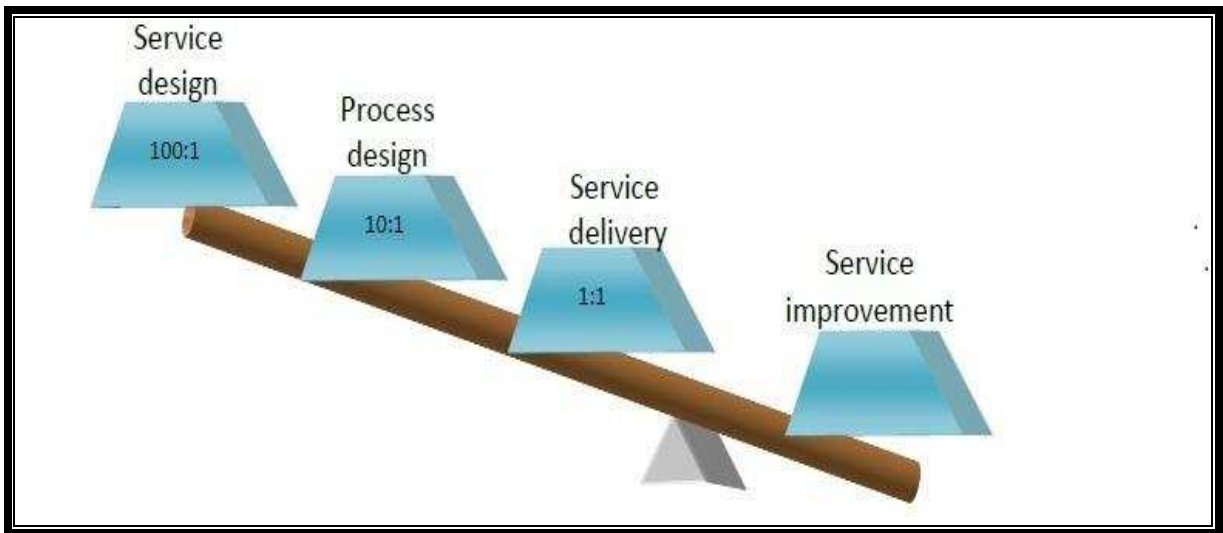 Service
design
100:1
Process
design
10:1
Service
delivery
1:1
Service
improvement